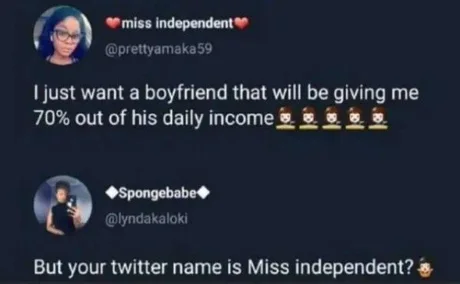 ❤miss independent❤
@prettyamaka59
I just want a boyfriend that will be giving me
70% out of his daily income
◆Spongebabe◆
@lyndakaloki
But your twitter name is Miss independent?